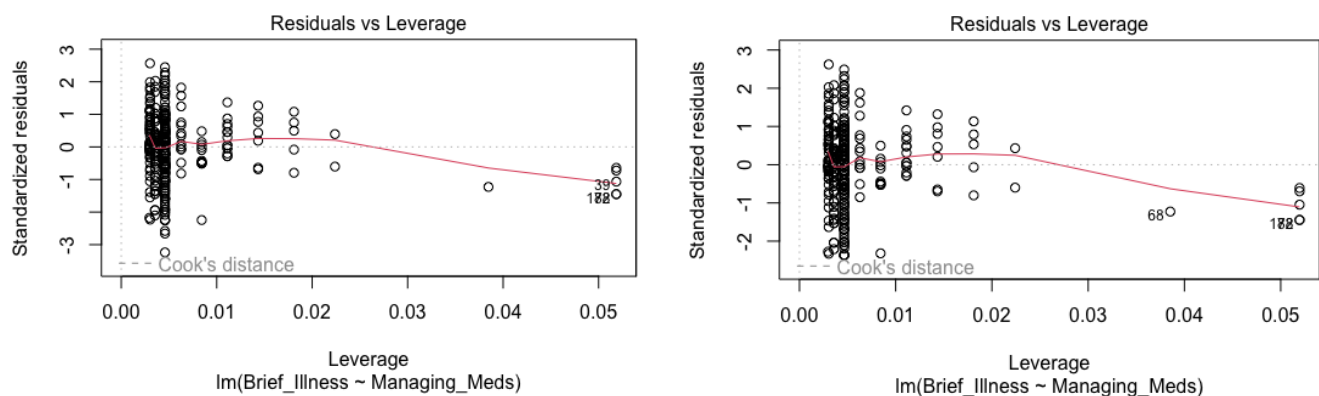 Residuals vs Leverage
Standardized residuals
3
2
1
0
-1
-3
39
Cook's distance
0.00 0.01 0.02 0.03 0.04 0.05
Leverage
lm(Brief_Illness ~ Managing_Meds)
Residuals vs Leverage
Standardized residuals
3
2
1
0
-1
-2
68
Cook's distance
0.00 0.01 0.02 0.03 0.04 0.05
Leverage
lm(Brief_Illness ~ Managing_Meds)